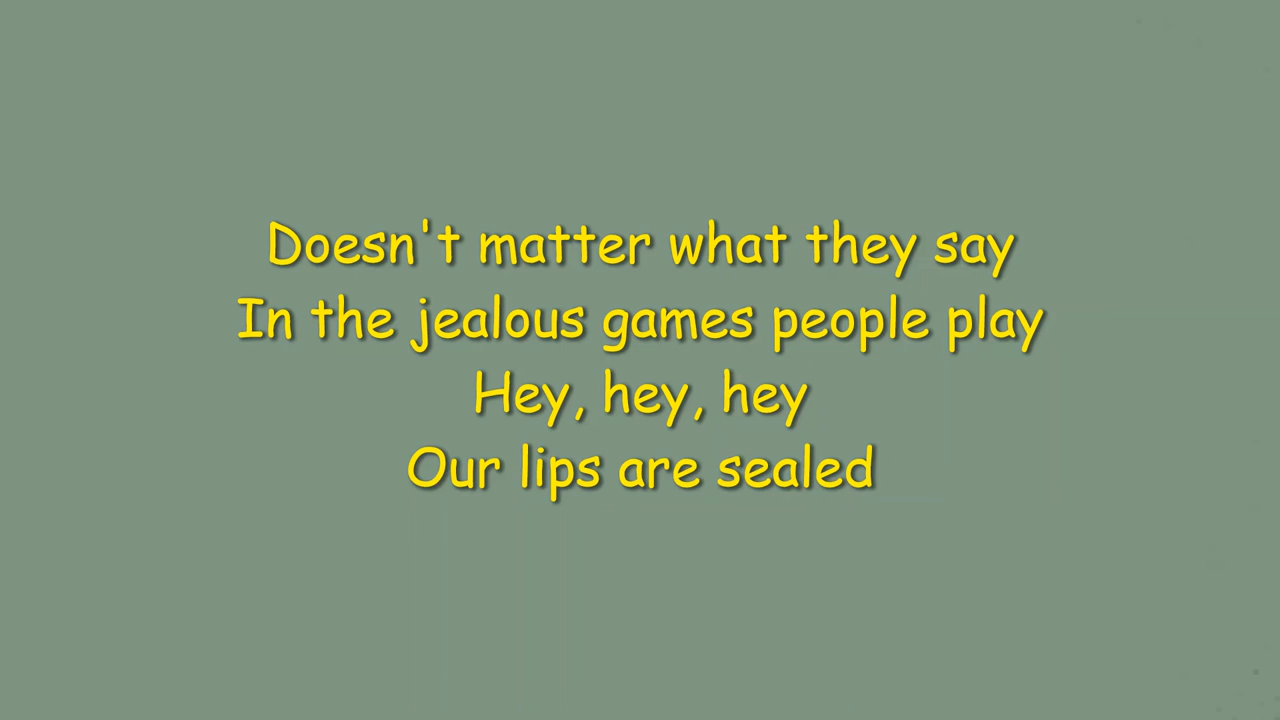 Doesn't matter what they say
In the jealous games people play
Hey, hey, hey
Our lips are sealed